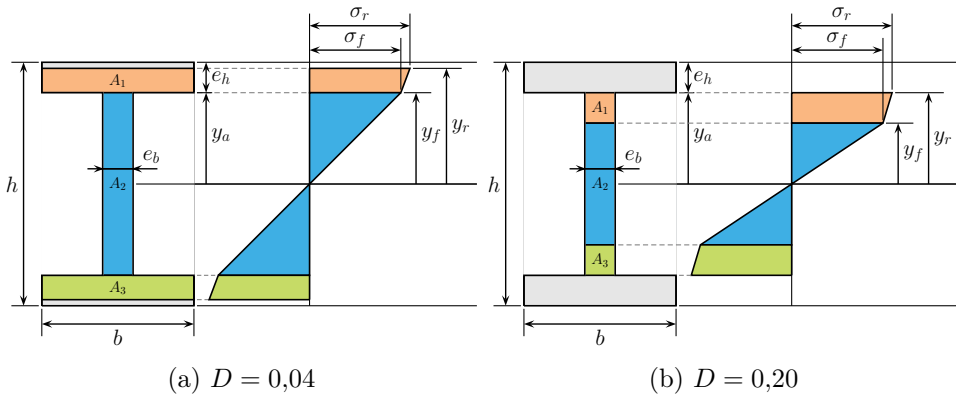 σ_r
σ_f
A_1
e_h
y_a
y_f
y_r
e_b
A_2
h
A_3
b
(a) D = 0,04
σ_r
σ_f
e_h
A_1
y_a
y_f
y_r
e_b
A_2
h
A_3
b
(b) D = 0,20